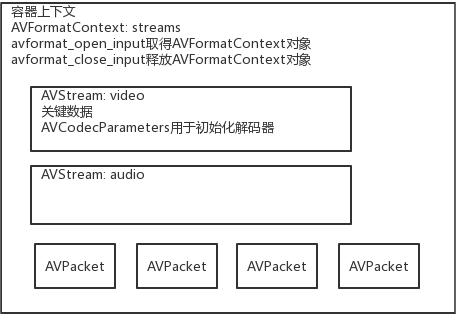 容器上下文
AVFormatContext: streams
avformat_open_input取得AVFormatContext对象
avformat_close_input释放AVFormatContext对象
AVStream: video
关键数据
AVCodecParameters用于初始化解码器
AVStream: audio
AVPacket AVPacket AVPacket AVPacket